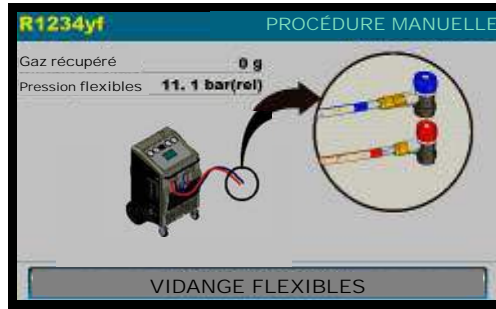 R1234yf PROCÉDURE MANUELLE
Gaz récupéré 0 g
Pression flexibles 11. 1 bar(rel)
VIDANGE FLEXIBLES